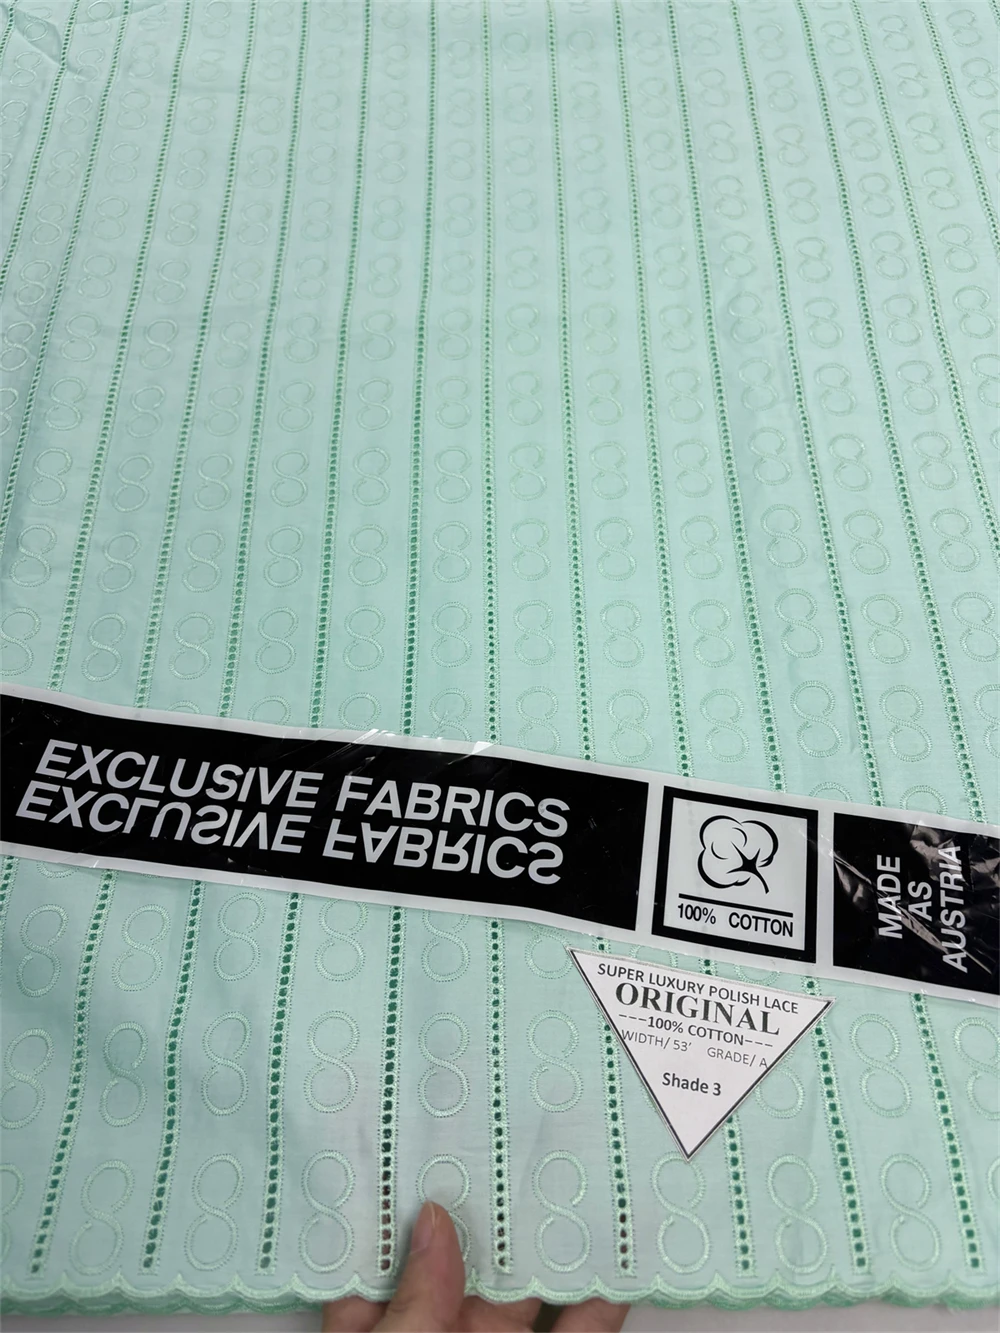 EXCLUSIVE FABRICS
EXCLUSIVE FABRICS
100% COTTON
MADE
AS
AUSTRIA
SUPER LUXURY POLISH LACE
ORIGINAL
---100% COTTON---
WIDTH/ 53' GRADE/ A
Shade 3